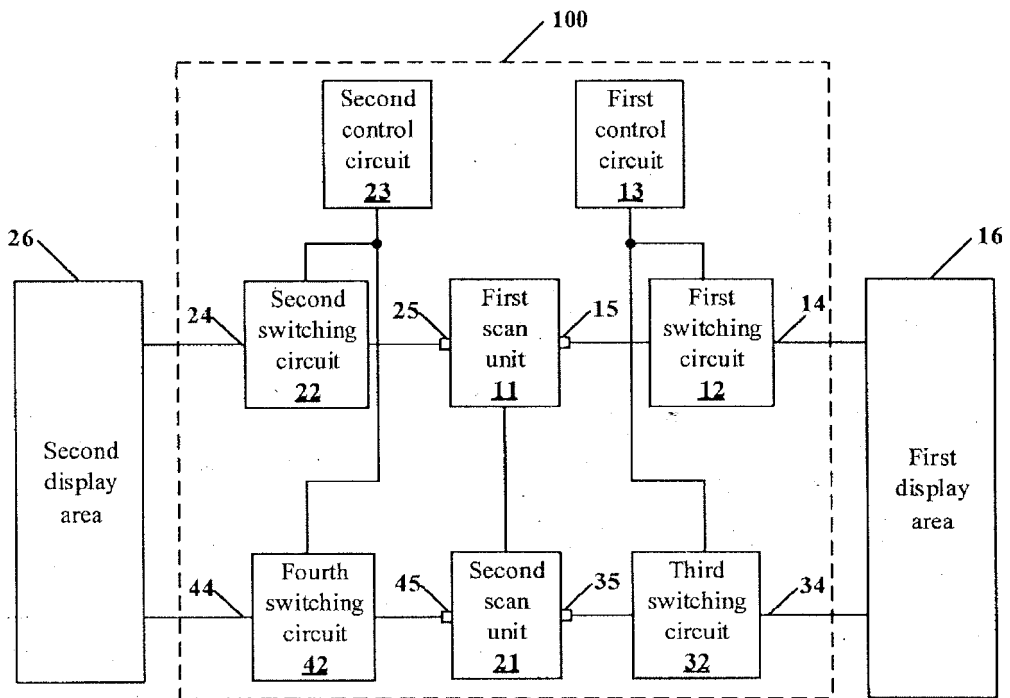 100
Second
control
circuit
23
First
control
circuit
13
26
16
24
Second
switching
circuit
22
25
First
scan
unit
11
15
First
switching
circuit
12
14
Second
display
area
First
display
area
44
Fourth
switching
circuit
42
45
Second
scan
unit
21
35
Third
switching
circuit
32
34